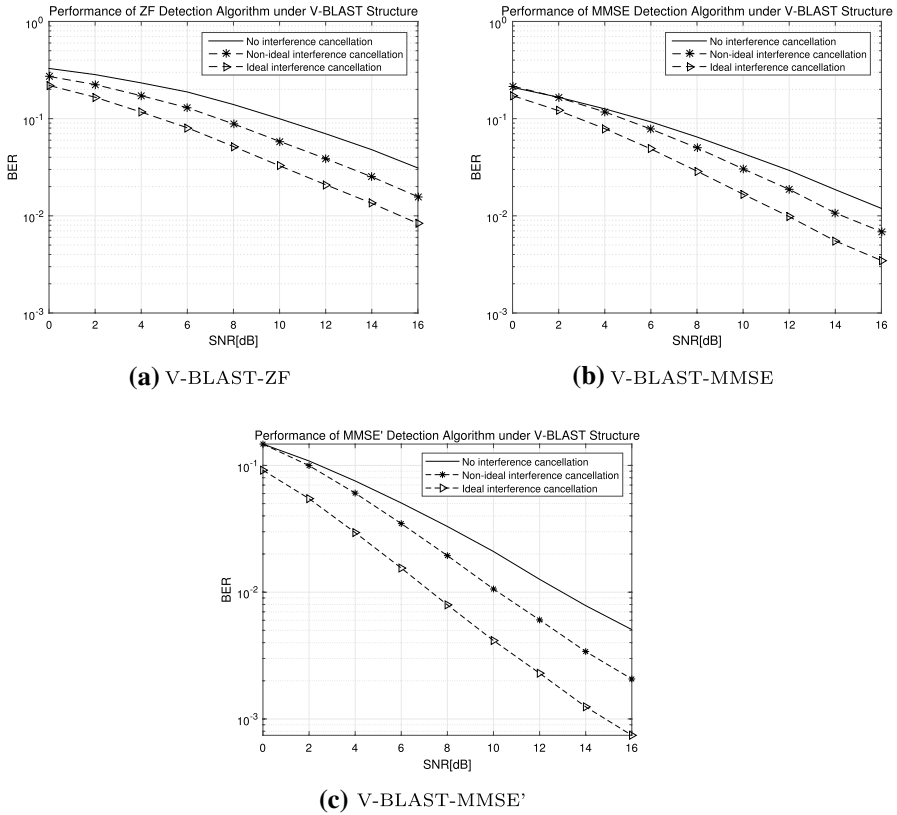 Performance of ZF Detection Algorithm under V-BLAST Structure
No interference cancellation
Non-ideal interference cancellation
Ideal interference cancellation
10^0
10^-1
10^-2
10^-3
BER
0 2 4 6 8 10 12 14 16
SNR[dB]
(a) V-BLAST-ZF
Performance of MMSE Detection Algorithm under V-BLAST Structure
No interference cancellation
Non-ideal interference cancellation
Ideal interference cancellation
10^0
10^-1
10^-2
10^-3
BER
0 2 4 6 8 10 12 14 16
SNR[dB]
(b) V-BLAST-MMSE
Performance of MMSE' Detection Algorithm under V-BLAST Structure
No interference cancellation
Non-ideal interference cancellation
Ideal interference cancellation
10^-1
10^-2
10^-3
BER
0 2 4 6 8 10 12 14 16
SNR[dB]
(c) V-BLAST-MMSE'